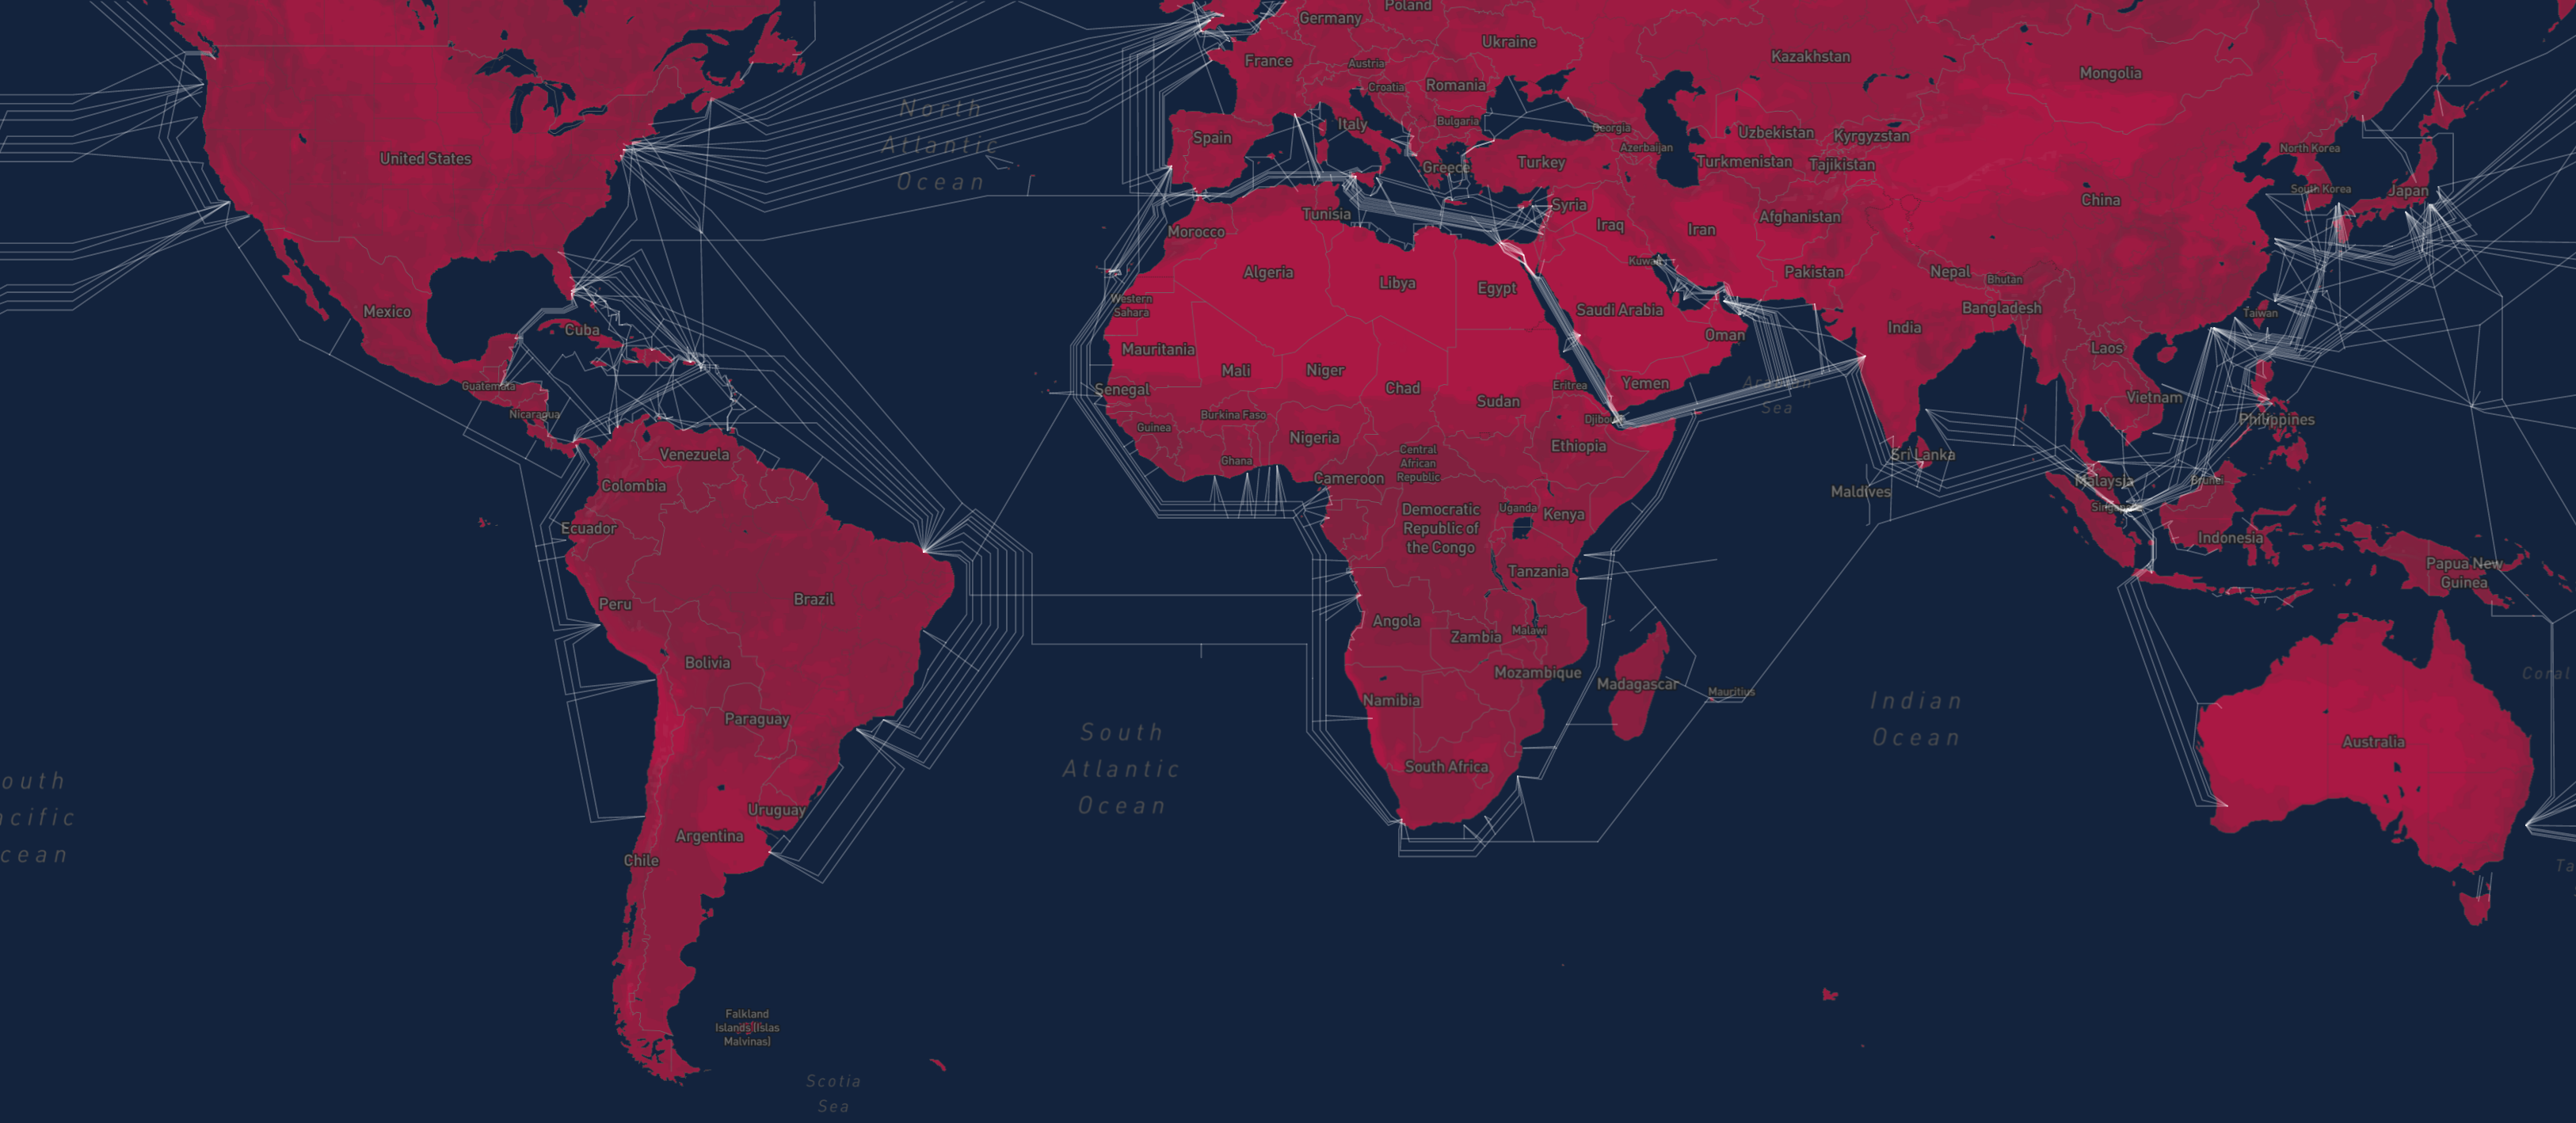 Poland
Germany
Ukraine
France
Austria
Kazakhstan
Mongolia
Romania
Croatia
North
Atlantic
Ocean
Italy
Bulgaria
Georgia
Spain
Uzbekistan
Kyrgyzstan
Azerbaijan
North Korea
United States
Greece
Turkey
Turkmenistan
Tajikistan
South Korea
Japan
China
Syria
Tunisia
Afghanistan
Morocco
Iraq
Iran
Algeria
Libya
Egypt
Pakistan
Nepal
Bhutan
Western
Sahara
Saudi Arabia
Bangladesh
Mexico
Taiwan
Cuba
India
Oman
Mauritania
Laos
Mali
Niger
Chad
Guatemala
Senegal
Eritrea
Yemen
Arabian
Sea
Sudan
Vietnam
Nicaragua
Burkina Faso
Philippines
Guinea
Nigeria
Ethiopia
Venezuela
Ghana
Central
African
Republic
Sri Lanka
Cameroon
Malaysia
Brunei
Colombia
Maldives
Democratic
Republic of
the Congo
Uganda
Kenya
Ecuador
Indonesia
Papua New
Guinea
Tanzania
Peru
Brazil
Angola
Zambia
Malawi
Bolivia
Mozambique
Madagascar
Mauritius
Coral
Namibia
Indian
Ocean
Paraguay
South
Atlantic
Ocean
Australia
South Africa
outh
cific
cean
Uruguay
Argentina
Chile
Ta
Falkland
Islands (Islas
Malvinas)
Scotia
Sea